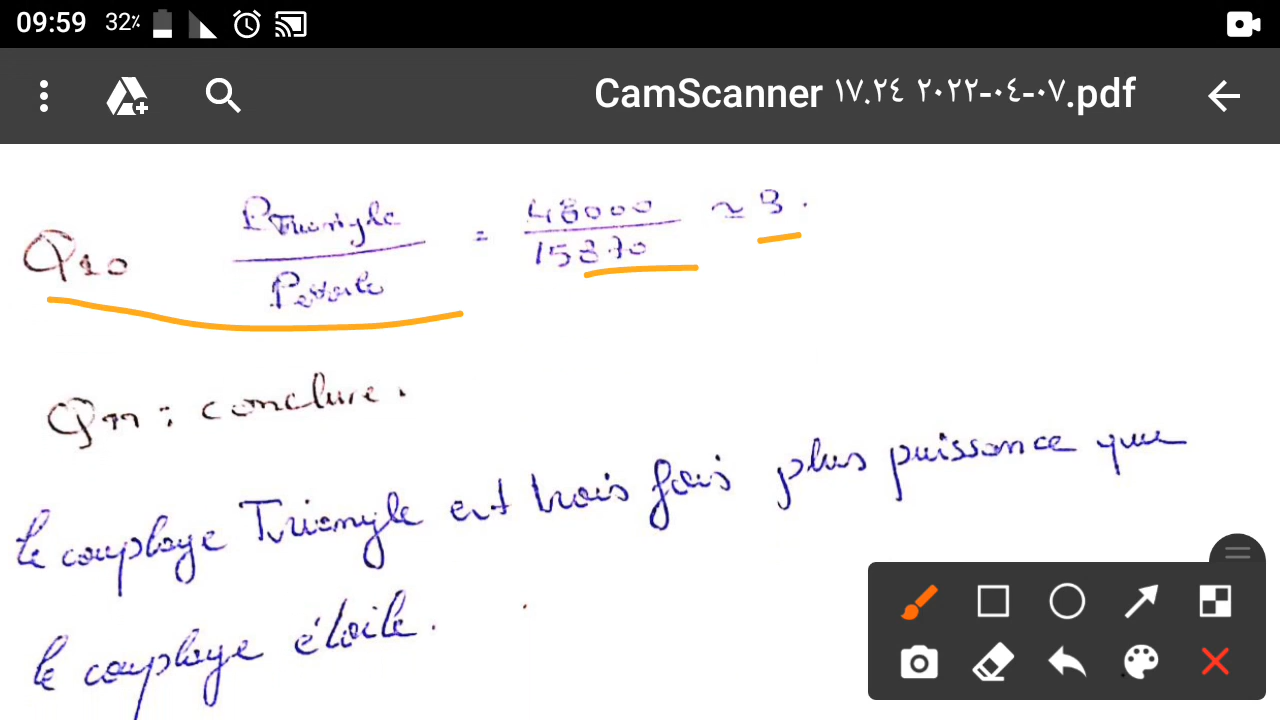 09:59 32%
CamScanner ١٧.٢٤ ٢٠٢٢-٠٤-٠٧.pdf
Q10 PTriangle / Petoile = 48000 / 15870 ≃ 3.
Q11 : conclure.
le couplage Triangle est trois fois plus puissance que
le couplage étoile.